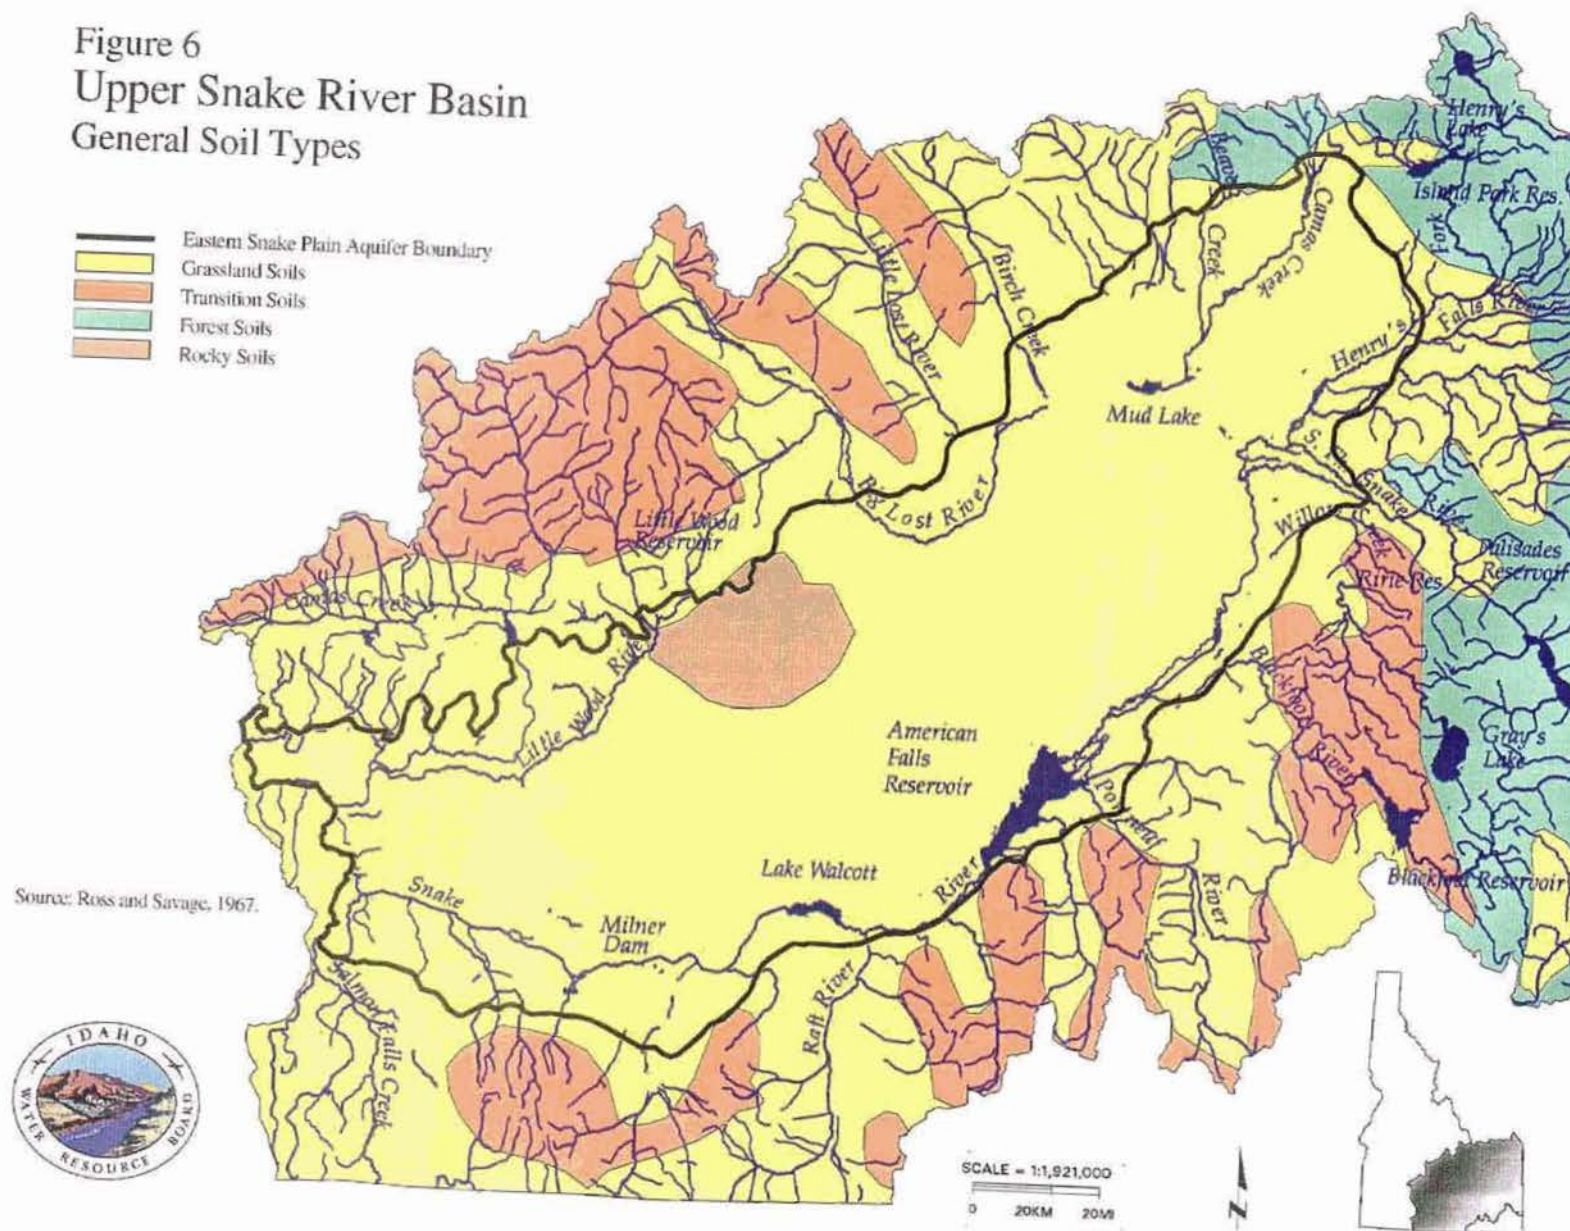 Figure 6
Upper Snake River Basin
General Soil Types
Eastern Snake Plain Aquifer Boundary
Grassland Soils
Transition Soils
Forest Soils
Rocky Soils
Henry's
Lake
Island Park Res.
Fork
Beaver
Creek
Camas Creek
Birch Creek
Little Lost River
Falls River
Henry's
Mud Lake
S.
Snake
River
Big Lost River
Willow
Creek
Palisades
Reservoir
Ririe Res
Little Wood
Reservoir
Camas Creek
Little Wood
River
Blackfoot
River
Gray's
Lake
American
Falls
Reservoir
Portneuf
River
Blackfoot Reservoir
Lake Walcott
River
Snake
Milner
Dam
Source: Ross and Savage, 1967.
Salmon Falls Creek
Raft River
IDAHO
WATER RESOURCE BOARD
SCALE = 1:1,921,000
0 20KM 20MI
N